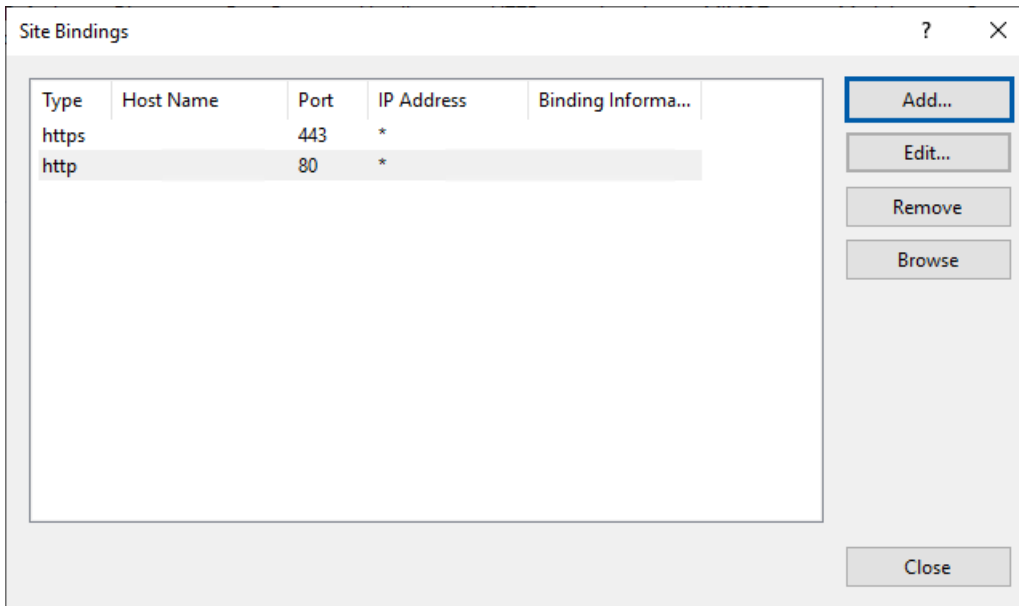 Site Bindings ? ×
Type Host Name Port IP Address Binding Informa...
https 443 *
http 80 *
Add...
Edit...
Remove
Browse
Close